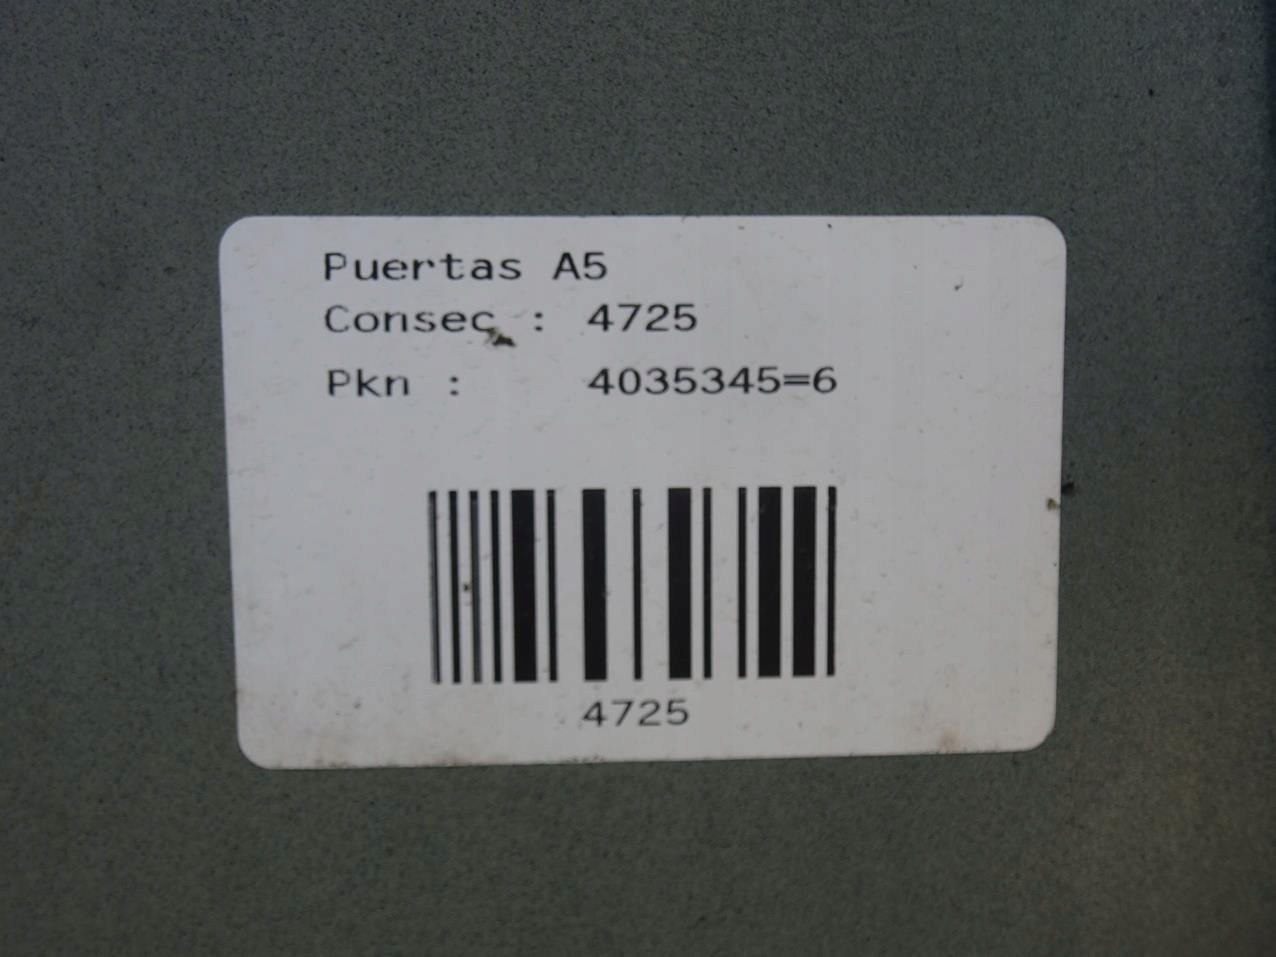 Puertas A5
Consec : 4725
Pkn : 4035345=6
4725